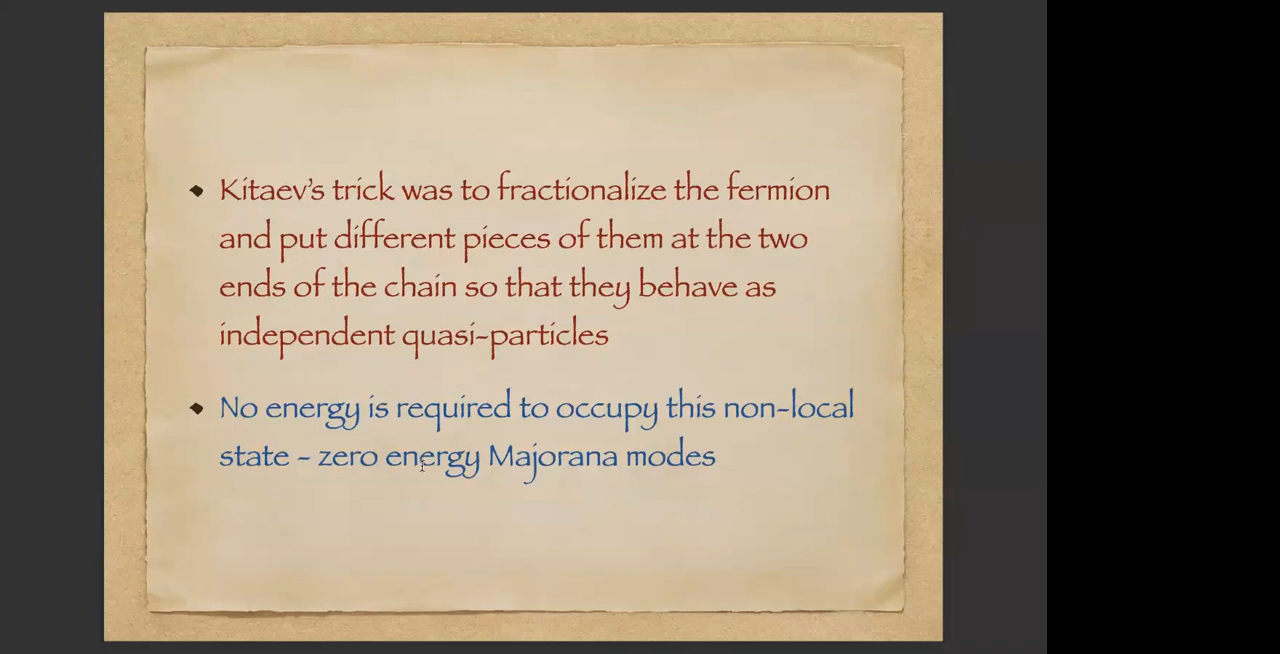 Kitaev's trick was to fractionalize the fermion
and put different pieces of them at the two
ends of the chain so that they behave as
independent quasi-particles
No energy is required to occupy this non-local
state - zero energy Majorana modes